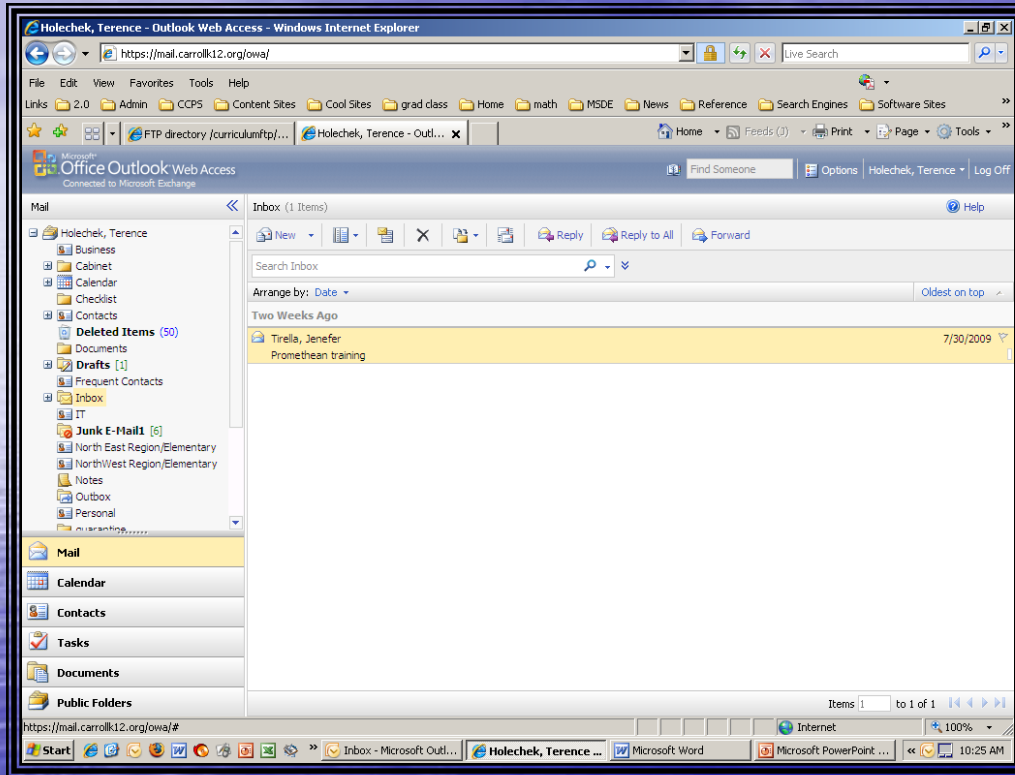 Holechek, Terence - Outlook Web Access - Windows Internet Explorer
https://mail.carrollk12.org/owa/
Live Search
File Edit View Favorites Tools Help
Links 2.0 Admin CCPS Content Sites Cool Sites grad class Home math MSDE News Reference Search Engines Software Sites »
FTP directory /curriculumftp/... Holechek, Terence - Outl... x Home Feeds (J) Print Page Tools »
Microsoft
Office Outlook Web Access
Connected to Microsoft Exchange
Find Someone Options Holechek, Terence Log Off
Mail « Inbox (1 Items) Help
Holechek, Terence
Business
Cabinet
Calendar
Checklist
Contacts
Deleted Items (50)
Documents
Drafts [1]
Frequent Contacts
Inbox
IT
Junk E-Mail1 [6]
North East Region/Elementary
NorthWest Region/Elementary
Notes
Outbox
Personal
quarantine......
New Reply Reply to All Forward
Search Inbox
Arrange by: Date Oldest on top
Two Weeks Ago
Tirella, Jenefer 7/30/2009
Promethean training
Mail
Calendar
Contacts
Tasks
Documents
Public Folders
Items 1 to 1 of 1
https://mail.carrollk12.org/owa/# Internet 100%
Start » Inbox - Microsoft Outl... Holechek, Terence ... Microsoft Word Microsoft PowerPoint ... « 10:25 AM